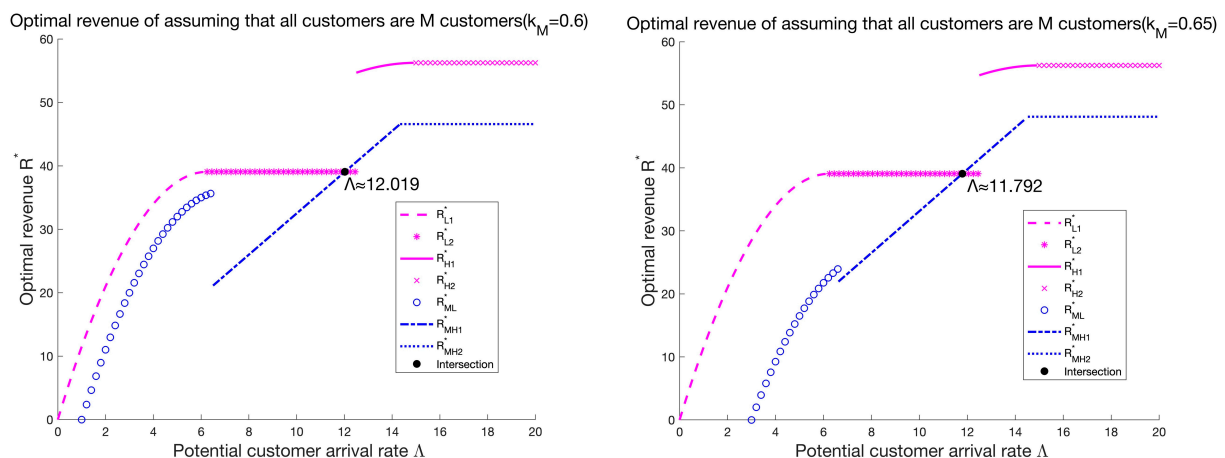 Optimal revenue of assuming that all customers are M customers(k_M=0.6)
Optimal revenue R*
60
50
40
30
20
10
0
Λ≈12.019
R*_L1
R*_L2
R*_H1
R*_H2
R*_ML
R*_MH1
R*_MH2
Intersection
0 2 4 6 8 10 12 14 16 18 20
Potential customer arrival rate Λ
Optimal revenue of assuming that all customers are M customers(k_M=0.65)
Optimal revenue R*
60
50
40
30
20
10
0
Λ≈11.792
R*_L1
R*_L2
R*_H1
R*_H2
R*_ML
R*_MH1
R*_MH2
Intersection
0 2 4 6 8 10 12 14 16 18 20
Potential customer arrival rate Λ